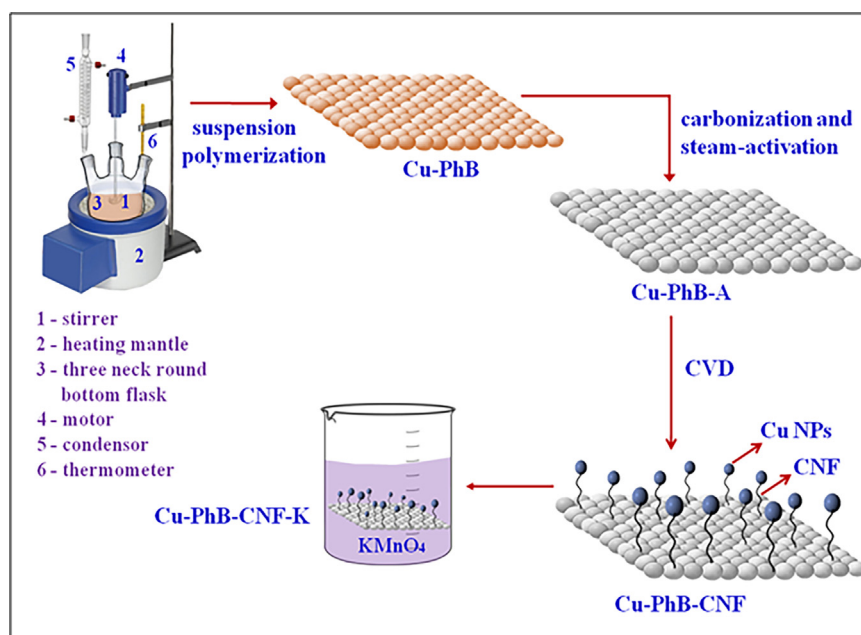 4
5
6
3
1
2
suspension
polymerization
Cu-PhB
carbonization and
steam-activation
Cu-PhB-A
1 - stirrer
2 - heating mantle
3 - three neck round
bottom flask
4 - motor
5 - condensor
6 - thermometer
CVD
Cu NPs
CNF
Cu-PhB-CNF-K
KMnO₄
Cu-PhB-CNF